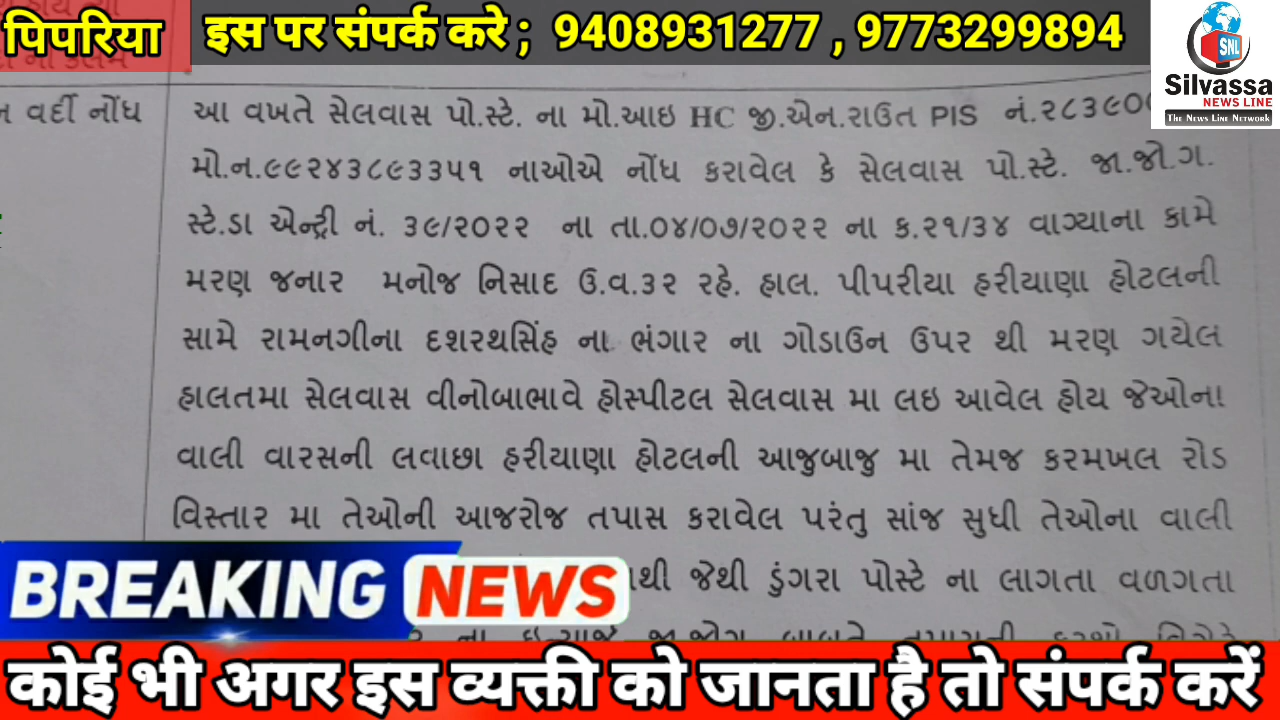 पिपरिया
इस पर संपर्क करे ; 9408931277 , 9773299894
SNL
Silvassa
NEWS LINE
THE NEWS LINE NETWORK
વર્દી નોંધ
આ વખતે સેલવાસ પો.સ્ટે. ના મો.આઇ HC જી.એન.રાઉત PIS નં.૨૮૩૯૦
મો.ન.૯૯૨૪૩૮૯૩૩૫૧ નાઓએ નોંધ કરાવેલ કે સેલવાસ પો.સ્ટે. જા.જો.ગ.
સ્ટે.ડા એન્ટ્રી નં. ૩૯/૨૦૨૨ ના તા.૦૪/૦૭/૨૦૨૨ ના ક.૨૧/૩૪ વાગ્યાના કામે
મરણ જનાર મનોજ નિસાદ ઉ.વ.૩૨ રહે. હાલ. પીપરીયા હરીયાણા હોટલની
સામે રામનગીના દશરથસિંહ ના ભંગાર ના ગોડાઉન ઉપર થી મરણ ગયેલ
હાલતમા સેલવાસ વીનોબાભાવે હોસ્પીટલ સેલવાસ મા લઇ આવેલ હોય જેઓના
વાલી વારસની લવાછા હરીયાણા હોટલની આજુબાજુ મા તેમજ કરમખલ રોડ
વિસ્તાર મા તેઓની આજરોજ તપાસ કરાવેલ પરંતુ સાંજ સુધી તેઓના વાલી
જેથી ડુંગરા પોસ્ટે ના લાગતા વળગતા
BREAKING NEWS
कोई भी अगर इस व्यक्ती को जानता है तो संपर्क करें